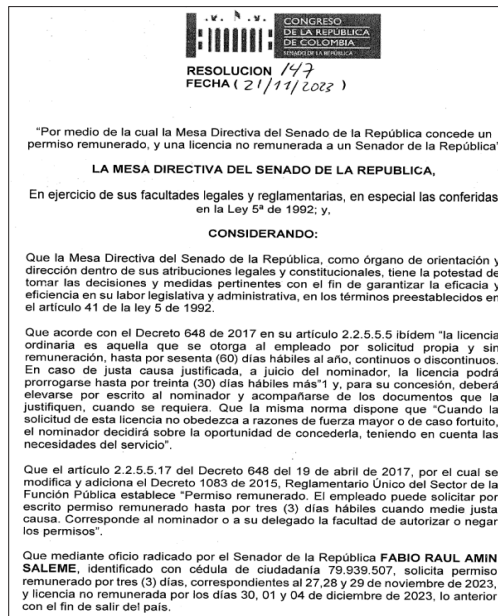 CONGRESO
DE LA REPÚBLICA
DE COLOMBIA
SENADO DE LA REPÚBLICA
RESOLUCION 147
FECHA ( 21/11/2023 )
"Por medio de la cual la Mesa Directiva del Senado de la República concede un
permiso remunerado, y una licencia no remunerada a un Senador de la República"
LA MESA DIRECTIVA DEL SENADO DE LA REPUBLICA,
En ejercicio de sus facultades legales y reglamentarias, en especial las conferidas
en la Ley 5ª de 1992; y,
CONSIDERANDO:
Que la Mesa Directiva del Senado de la República, como órgano de orientación y
dirección dentro de sus atribuciones legales y constitucionales, tiene la potestad de
tomar las decisiones y medidas pertinentes con el fin de garantizar la eficacia y
eficiencia en su labor legislativa y administrativa, en los términos preestablecidos en
el artículo 41 de la ley 5 de 1992.
Que acorde con el Decreto 648 de 2017 en su artículo 2.2.5.5.5 ibídem "la licencia
ordinaria es aquella que se otorga al empleado por solicitud propia y sin
remuneración, hasta por sesenta (60) días hábiles al año, continuos o discontinuos.
En caso de justa causa justificada, a juicio del nominador, la licencia podrá
prorrogarse hasta por treinta (30) días hábiles más"1 y, para su concesión, deberá
elevarse por escrito al nominador y acompañarse de los documentos que la
justifiquen, cuando se requiera. Que la misma norma dispone que "Cuando la
solicitud de esta licencia no obedezca a razones de fuerza mayor o de caso fortuito,
el nominador decidirá sobre la oportunidad de concederla, teniendo en cuenta las
necesidades del servicio".
Que el artículo 2.2.5.5.17 del Decreto 648 del 19 de abril de 2017, por el cual se
modifica y adiciona el Decreto 1083 de 2015, Reglamentario Único del Sector de la
Función Pública establece "Permiso remunerado. El empleado puede solicitar por
escrito permiso remunerado hasta por tres (3) días hábiles cuando medie justa
causa. Corresponde al nominador o a su delegado la facultad de autorizar o negar
los permisos".
Que mediante oficio radicado por el Senador de la República FABIO RAUL AMIN
SALEME, identificado con cédula de ciudadanía 79.939.507, solicita permiso
remunerado por tres (3) días, correspondientes al 27,28 y 29 de noviembre de 2023,
y licencia no remunerada por los días 30, 01 y 04 de diciembre de 2023, lo anterior
con el fin de salir del país.